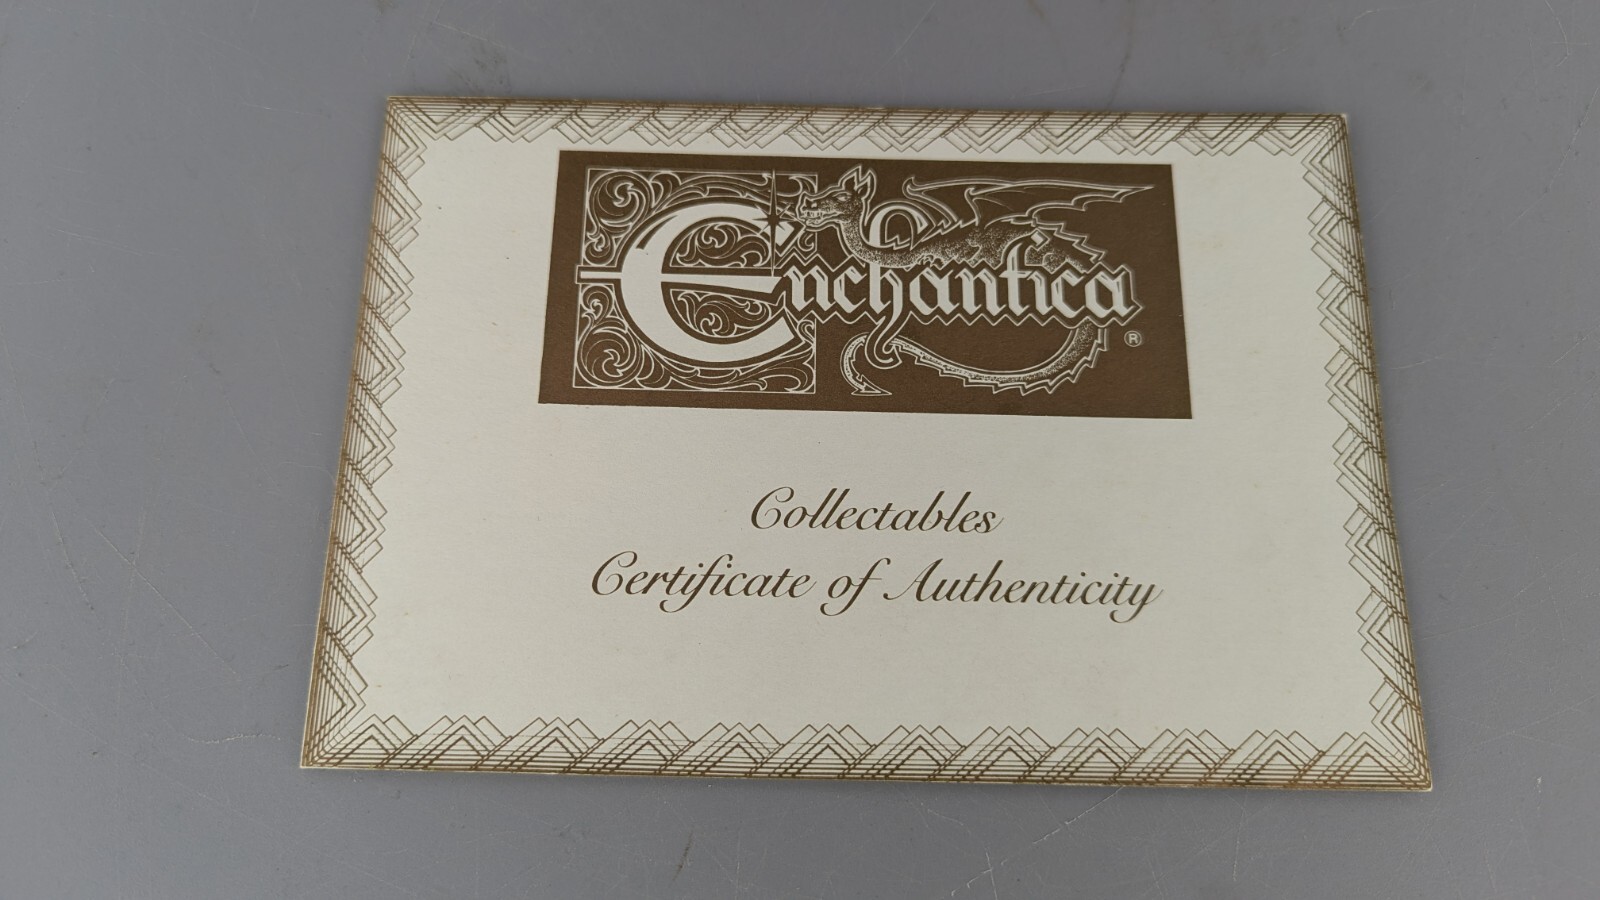 Enchantica ®
Collectables
Certificate of Authenticity